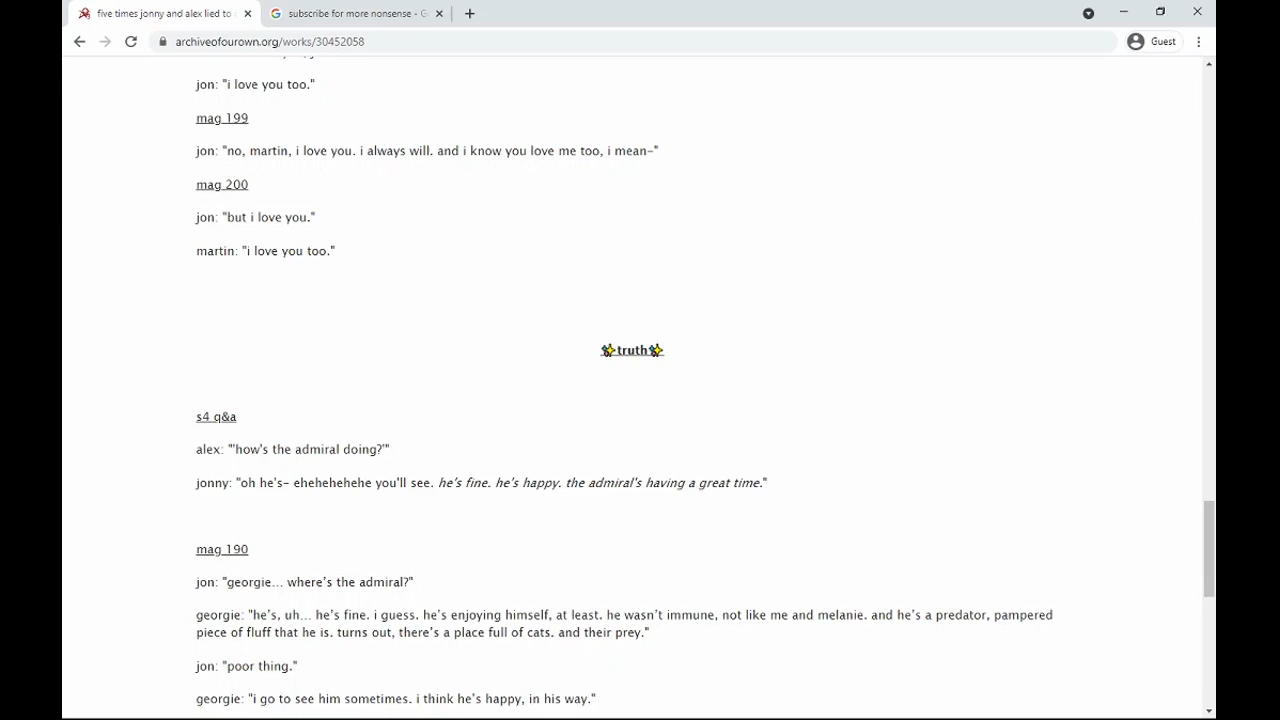 five times jonny and alex lied to
subscribe for more nonsense - G
archiveofourown.org/works/30452058
Guest
jon: "i love you too."
mag 199
jon: "no, martin, i love you. i always will. and i know you love me too, i mean-"
mag 200
jon: "but i love you."
martin: "i love you too."
✨truth✨
s4 q&a
alex: "'how's the admiral doing?'"
jonny: "oh he's- ehehehehehe you'll see. he's fine. he's happy. the admiral's having a great time."
mag 190
jon: "georgie... where's the admiral?"
georgie: "he's, uh... he's fine. i guess. he's enjoying himself, at least. he wasn't immune, not like me and melanie. and he's a predator, pampered
piece of fluff that he is. turns out, there's a place full of cats. and their prey."
jon: "poor thing."
georgie: "i go to see him sometimes. i think he's happy, in his way."